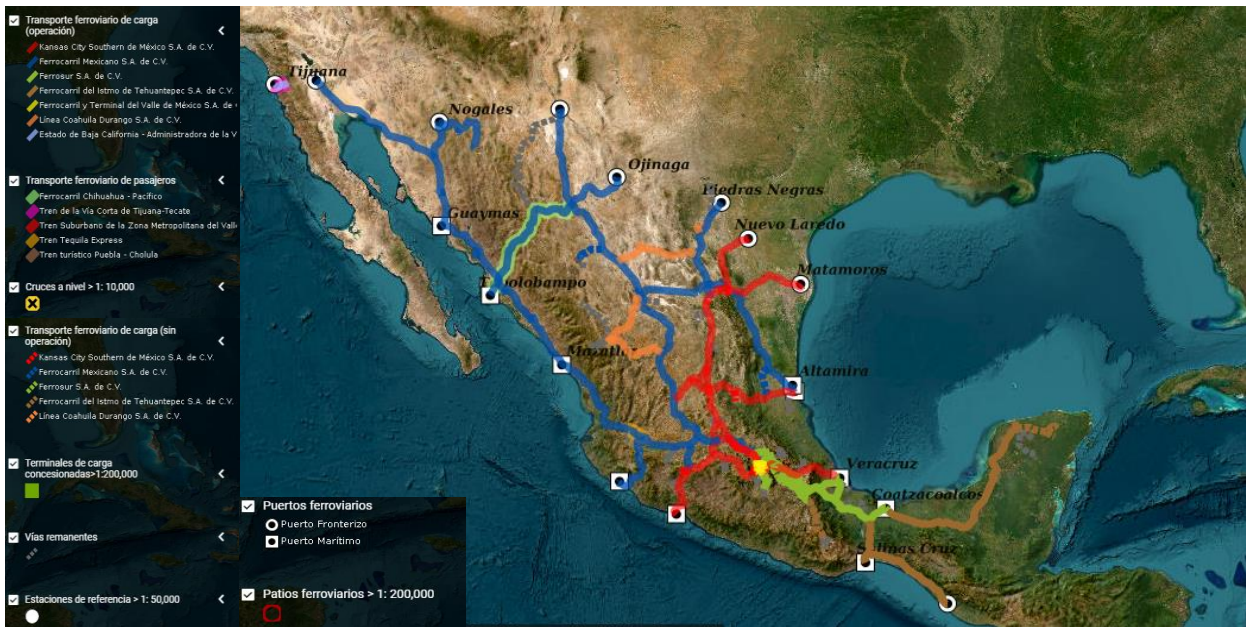 Transporte ferroviario de carga
(operación)
Kansas City Southern de México S.A. de C.V.
Ferrocarril Mexicano S.A. de C.V.
Ferrosur S.A. de C.V.
Ferrocarril del Istmo de Tehuantepec S.A. de C.V.
Ferrocarril y Terminal del Valle de México S.A. de
Línea Coahuila Durango S.A. de C.V.
Estado de Baja California - Administradora de la V
Transporte ferroviario de pasajeros
Ferrocarril Chihuahua - Pacífico
Tren de la Vía Corta de Tijuana-Tecate
Tren Suburbano de la Zona Metropolitana del Vall
Tren Tequila Express
Tren turístico Puebla - Cholula
Cruces a nivel > 1: 10,000
Transporte ferroviario de carga (sin
operación)
Kansas City Southern de México S.A. de C.V.
Ferrocarril Mexicano S.A. de C.V.
Ferrosur S.A. de C.V.
Ferrocarril del Istmo de Tehuantepec S.A. de C.V.
Línea Coahuila Durango S.A. de C.V.
Terminales de carga
concesionadas>1:200,000
Vías remanentes
Estaciones de referencia > 1: 50,000
Puertos ferroviarios
Puerto Fronterizo
Puerto Marítimo
Patios ferroviarios > 1: 200,000
Tijuana
Nogales
Ojinaga
Piedras Negras
Guaymas
Nuevo Laredo
Matamoros
Topolobampo
Mazatlán
Altamira
Veracruz
Coatzacoalcos
Salinas Cruz